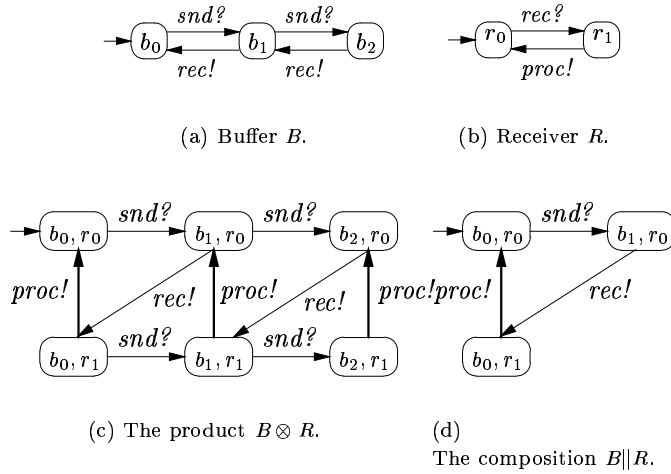 snd? snd? rec?
b₀ b₁ b₂ r₀ r₁
rec! rec! proc!
(a) Buffer B. (b) Receiver R.
snd? snd? snd?
b₀, r₀ b₁, r₀ b₂, r₀ b₀, r₀ b₁, r₀
proc! rec! proc! rec! proc! proc! rec!
snd? snd?
b₀, r₁ b₁, r₁ b₂, r₁ b₀, r₁
(c) The product B ⊗ R. (d)
The composition B||R.